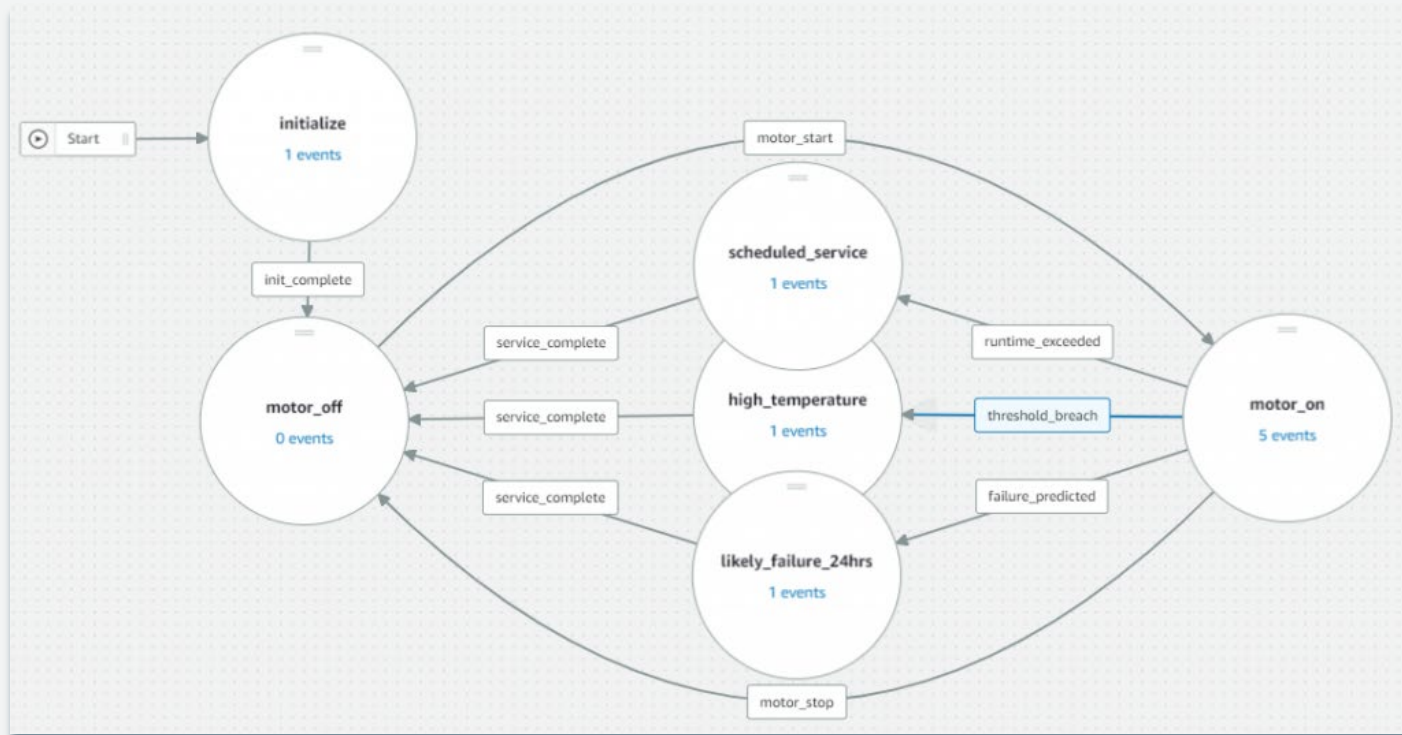 Start
initialize
1 events
init_complete
motor_start
scheduled_service
1 events
service_complete
runtime_exceeded
motor_off
0 events
service_complete
high_temperature
1 events
threshold_breach
motor_on
5 events
service_complete
failure_predicted
likely_failure_24hrs
1 events
motor_stop